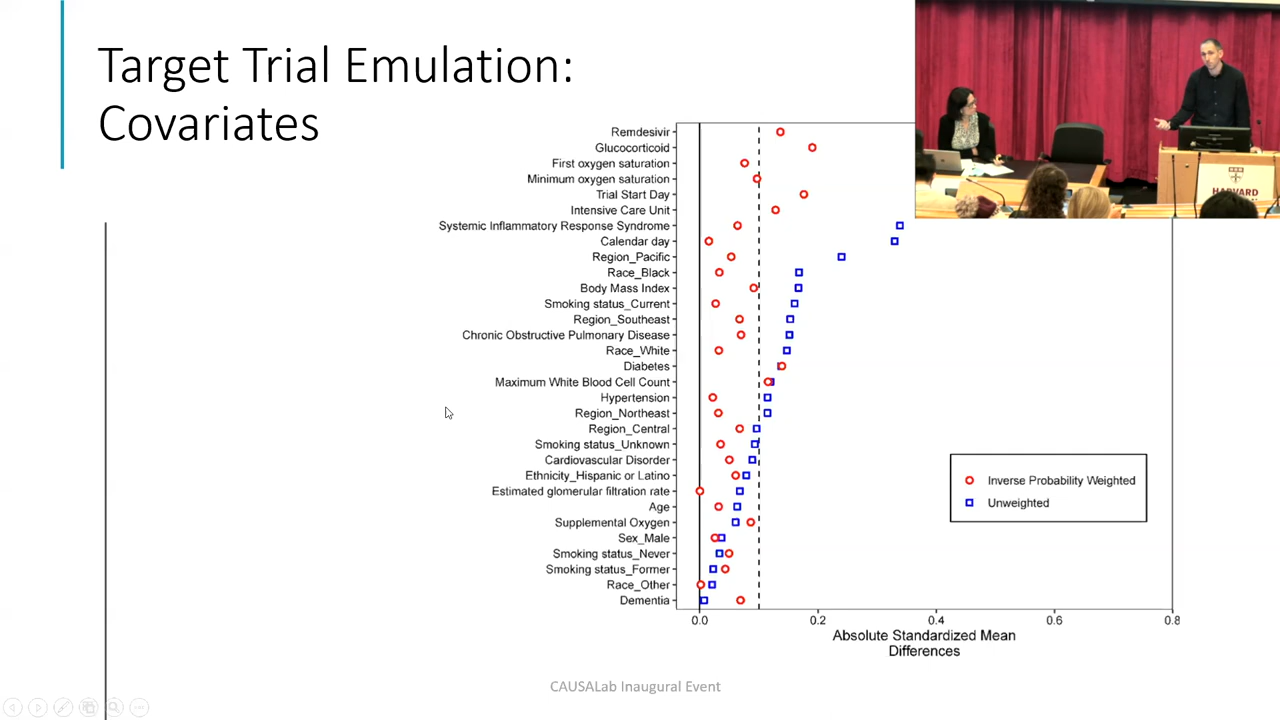 Target Trial Emulation:
Covariates
Remdesivir
Glucocorticoid
First oxygen saturation
Minimum oxygen saturation
Trial Start Day
Intensive Care Unit
Systemic Inflammatory Response Syndrome
Calendar day
Region_Pacific
Race_Black
Body Mass Index
Smoking status_Current
Region_Southeast
Chronic Obstructive Pulmonary Disease
Race_White
Diabetes
Maximum White Blood Cell Count
Hypertension
Region_Northeast
Region_Central
Smoking status_Unknown
Cardiovascular Disorder
Ethnicity_Hispanic or Latino
Estimated glomerular filtration rate
Age
Supplemental Oxygen
Sex_Male
Smoking status_Never
Smoking status_Former
Race_Other
Dementia
0.0 0.2 0.4 0.6 0.8
Absolute Standardized Mean
Differences
Inverse Probability Weighted
Unweighted
HARVARD
CAUSALab Inaugural Event